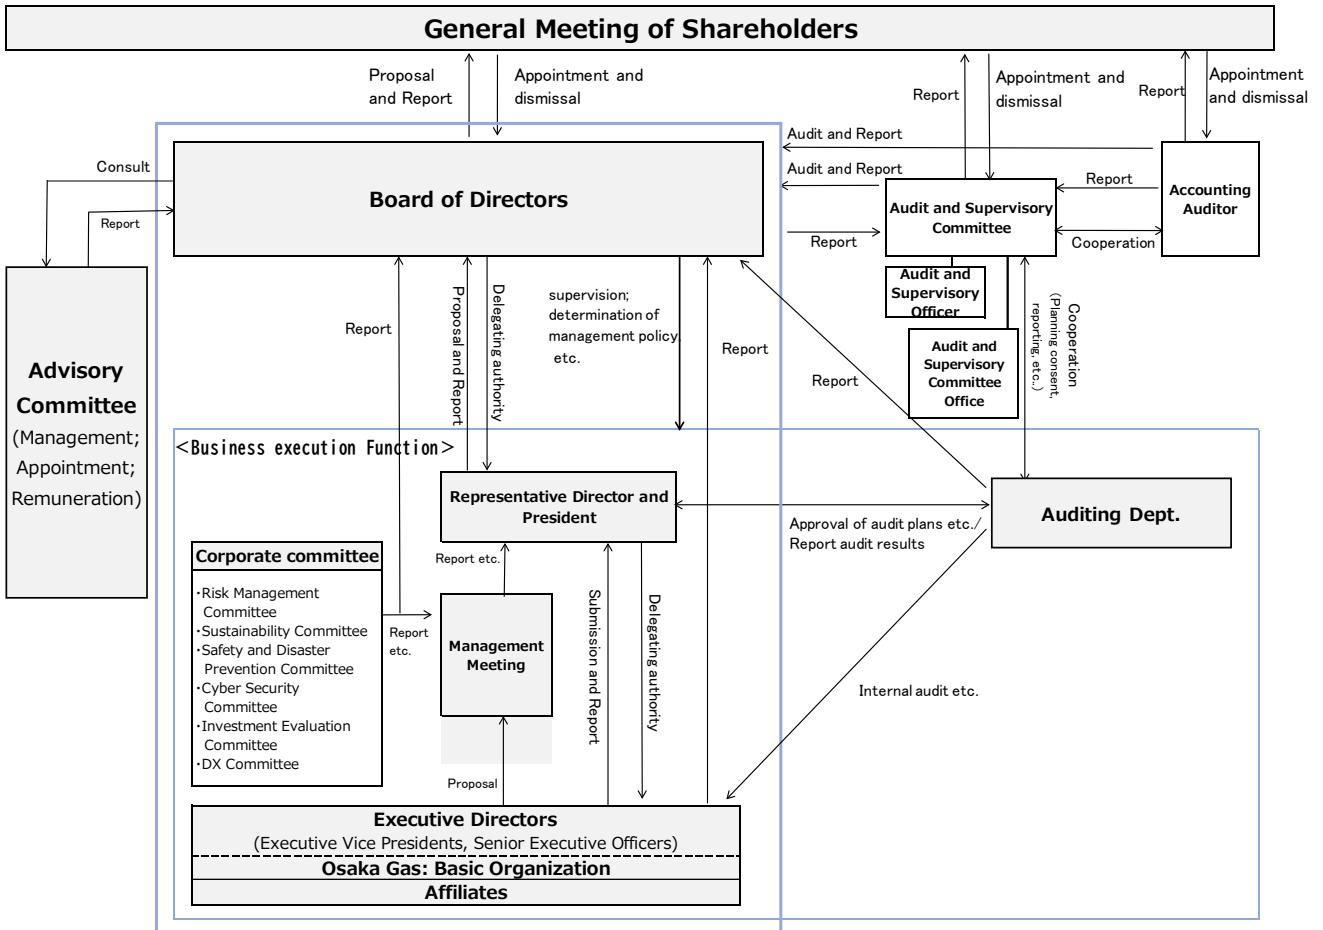 General Meeting of Shareholders
Proposal
and Report
Appointment and
dismissal
Report
Appointment and
dismissal
Report
Appointment
and dismissal
Audit and Report
Audit and Report
Consult
Report
Board of Directors
Report
Audit and Supervisory
Committee
Report
Cooperation
Accounting
Auditor
Audit and
Supervisory
Officer
Audit and
Supervisory
Committee
Office
Cooperation
(Planning consent,
reporting, etc.)
Advisory
Committee
(Management;
Appointment;
Remuneration)
Report
Proposal and Report
Delegating authority
supervision;
determination of
management policy,
etc.
Report
Report
<Business execution Function>
Representative Director and
President
Approval of audit plans etc./
Report audit results
Auditing Dept.
Corporate committee
・Risk Management
Committee
・Sustainability Committee
・Safety and Disaster
Prevention Committee
・Cyber Security
Committee
・Investment Evaluation
Committee
・DX Committee
Report
etc.
Report etc.
Management
Meeting
Proposal
Submission and Report
Delegating authority
Internal audit etc.
Executive Directors
(Executive Vice Presidents, Senior Executive Officers)
Osaka Gas: Basic Organization
Affiliates